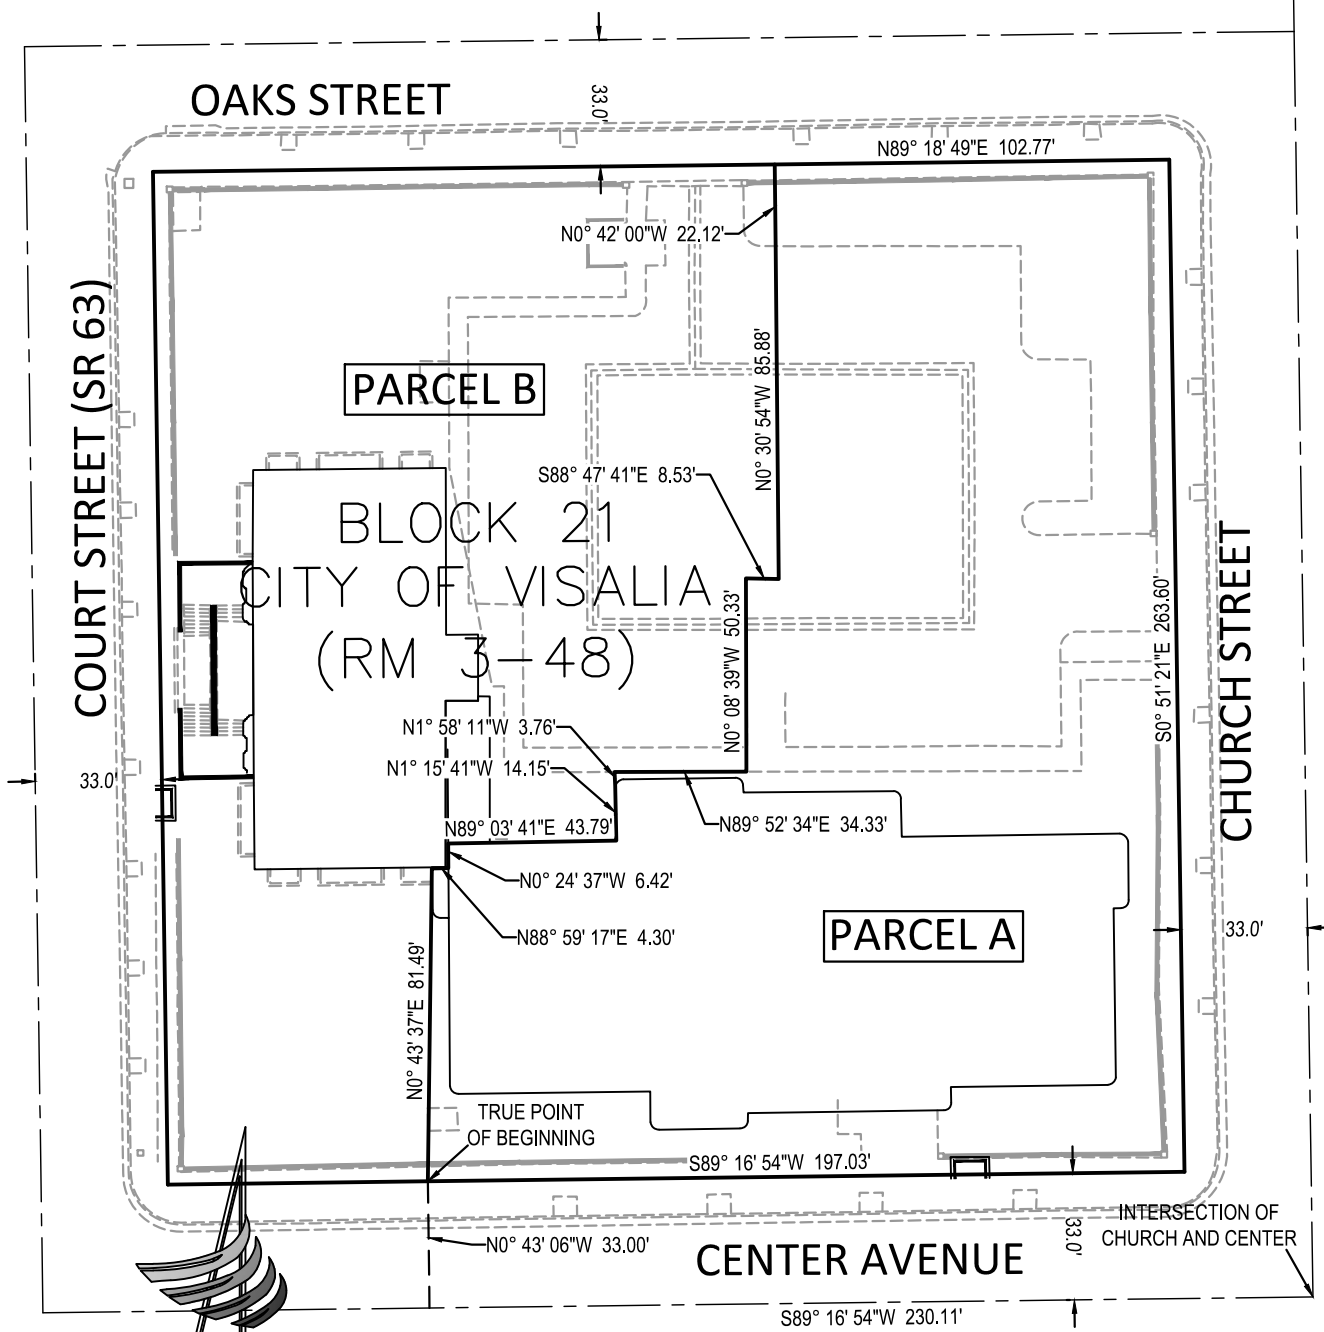 OAKS STREET
33.0'
N89° 18' 49"E 102.77'
N0° 42' 00"W 22.12'
COURT STREET (SR 63)
N0° 30' 54"W 85.88'
PARCEL B
S88° 47' 41"E 8.53'
BLOCK 21
CITY OF VISALIA
(RM 3-48)
N0° 08' 39"W 50.33'
S0° 51' 21"E 263.60'
CHURCH STREET
N1° 58' 11"W 3.76'
N1° 15' 41"W 14.15'
33.0'
N89° 03' 41"E 43.79'
N89° 52' 34"E 34.33'
N0° 24' 37"W 6.42'
N88° 59' 17"E 4.30'
PARCEL A
33.0'
N0° 43' 37"E 81.49'
TRUE POINT
OF BEGINNING
S89° 16' 54"W 197.03'
N0° 43' 06"W 33.00'
CENTER AVENUE
33.0'
INTERSECTION OF
CHURCH AND CENTER
S89° 16' 54"W 230.11'